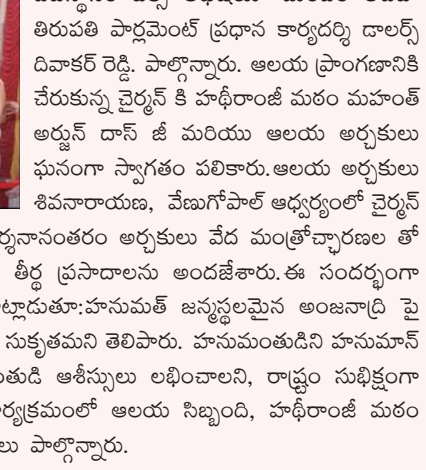 తిరుపతి పార్లమెంట్ ప్రధాన కార్యదర్శి డాలర్స్
దివాకర్ రెడ్డి. పాల్గొన్నారు. ఆలయ ప్రాంగణానికి
చేరుకున్న చైర్మన్ కి హథీరాంజీ మఠం మహంత్
అర్జున్ దాస్ జీ మరియు ఆలయ అర్చకులు
ఘనంగా స్వాగతం పలికారు.ఆలయ అర్చకులు
శివనారాయణ, వేణుగోపాల్ ఆధ్వర్యంలో చైర్మన్
ర్శనానంతరం అర్చకులు వేద మంత్రోచ్ఛారణల తో
తీర్థ ప్రసాదాలను అందజేశారు.ఈ సందర్భంగా
ట్లాడుతూ:హనుమత్ జన్మస్థలమైన అంజనాద్రి పై
సుకృతమని తెలిపారు. హనుమంతుడిని హనుమాన్
తుడి ఆశీస్సులు లభించాలని, రాష్ట్రం సుభిక్షంగా
ర్యక్రమంలో ఆలయ సిబ్బంది, హథీరాంజీ మఠం
లు పాల్గొన్నారు.